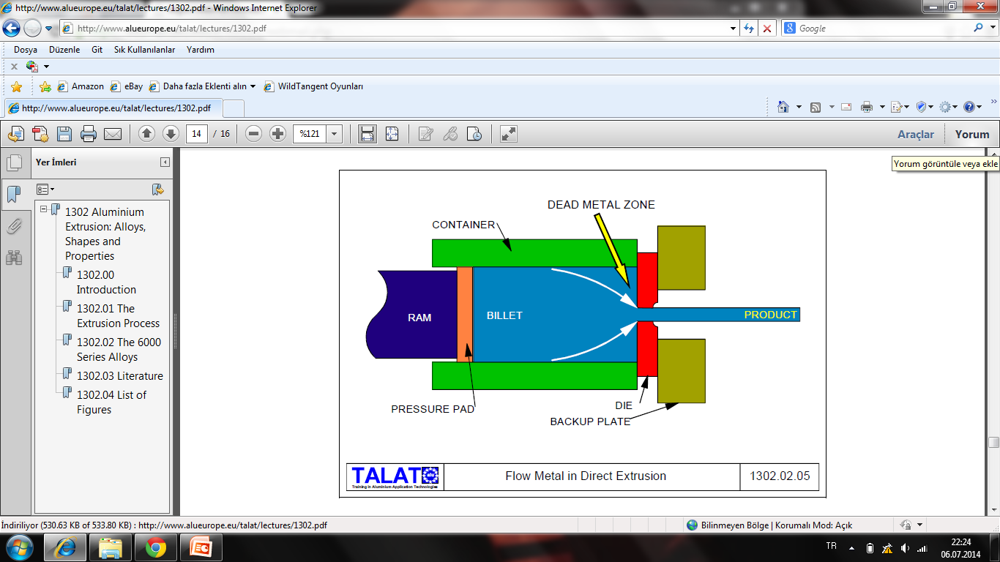 http://www.alueurope.eu/talat/lectures/1302.pdf - Windows Internet Explorer
http://www.alueurope.eu/talat/lectures/1302.pdf
Google
Dosya Düzenle Git Sık Kullanılanlar Yardım
x
Amazon eBay Daha fazla Eklenti alın WildTangent Oyunları
http://www.alueurope.eu/talat/lectures/1302.pdf
14 / 16 %121 Araçlar Yorum
Yer İmleri
Yorum görüntüle veya ekle
1302 Aluminium
Extrusion: Alloys,
Shapes and
Properties
1302.00
Introduction
1302.01 The
Extrusion Process
1302.02 The 6000
Series Alloys
1302.03 Literature
1302.04 List of
Figures
DEAD METAL ZONE
CONTAINER
RAM
BILLET
PRODUCT
PRESSURE PAD
DIE
BACKUP PLATE
TALAT
Training in Aluminium Application Technologies
Flow Metal in Direct Extrusion
1302.02.05
İndiriliyor (530.63 KB of 533.80 KB) : http://www.alueurope.eu/talat/lectures/1302.pdf
Bilinmeyen Bölge | Korumalı Mod: Açık
TR
22:24
06.07.2014